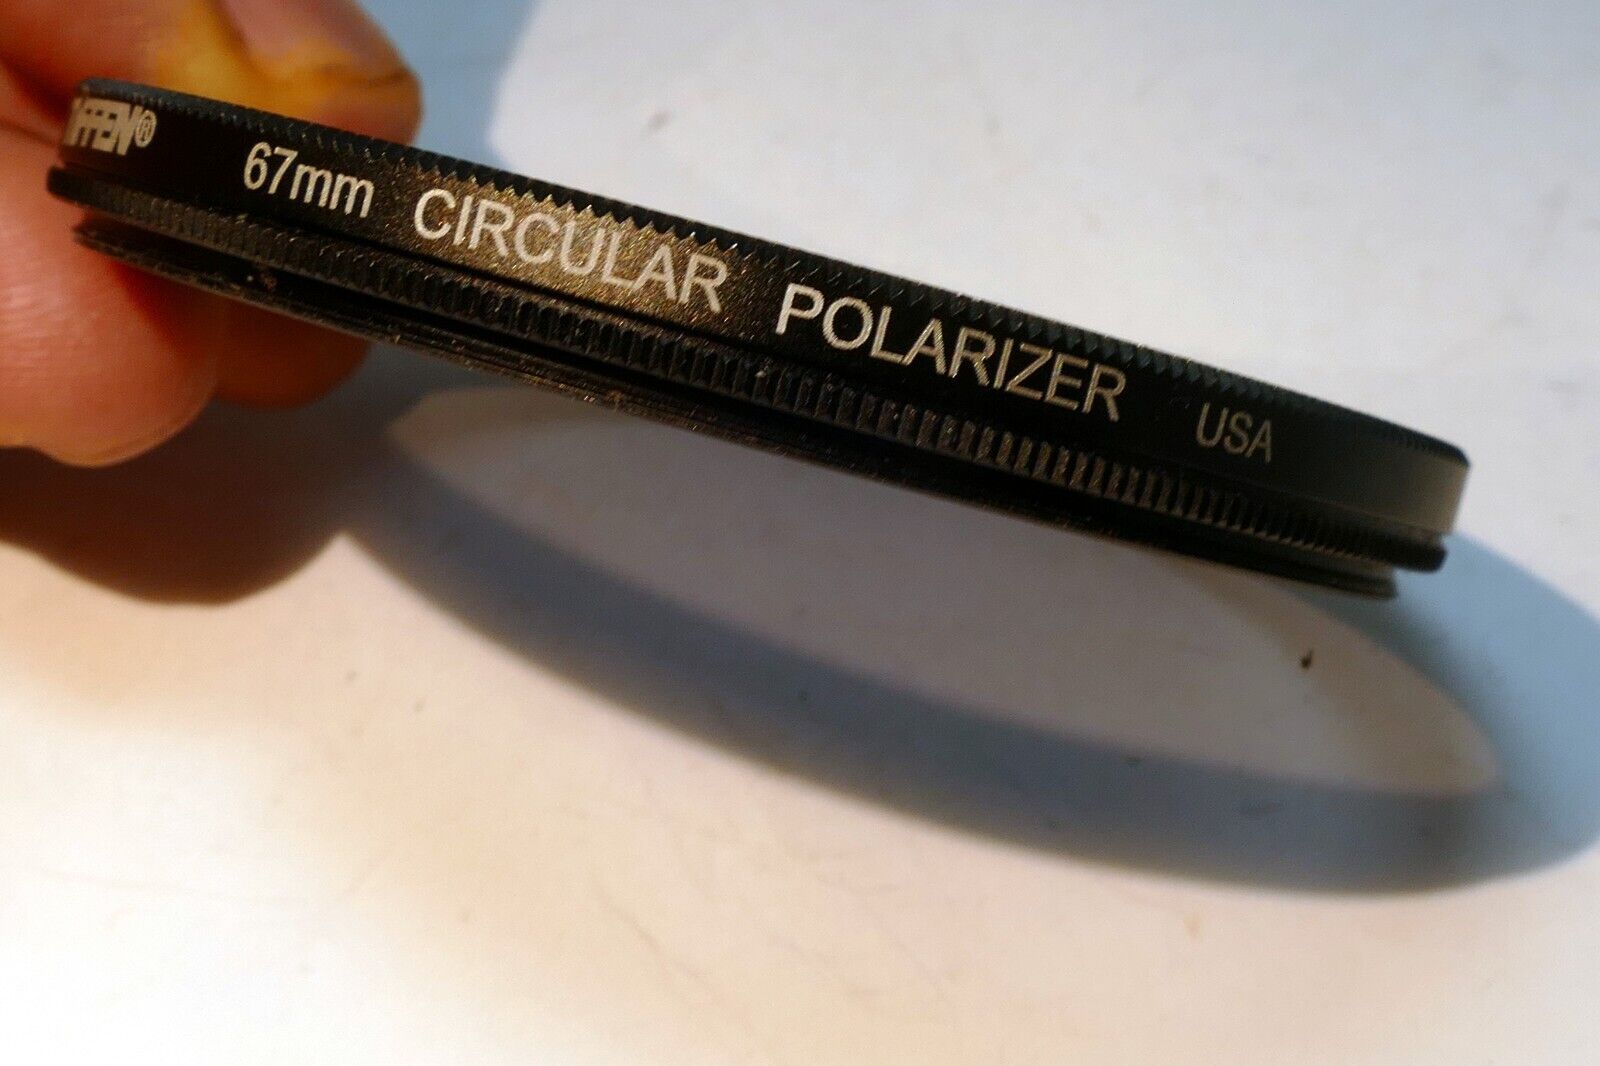 67mm CIRCULAR POLARIZER USA